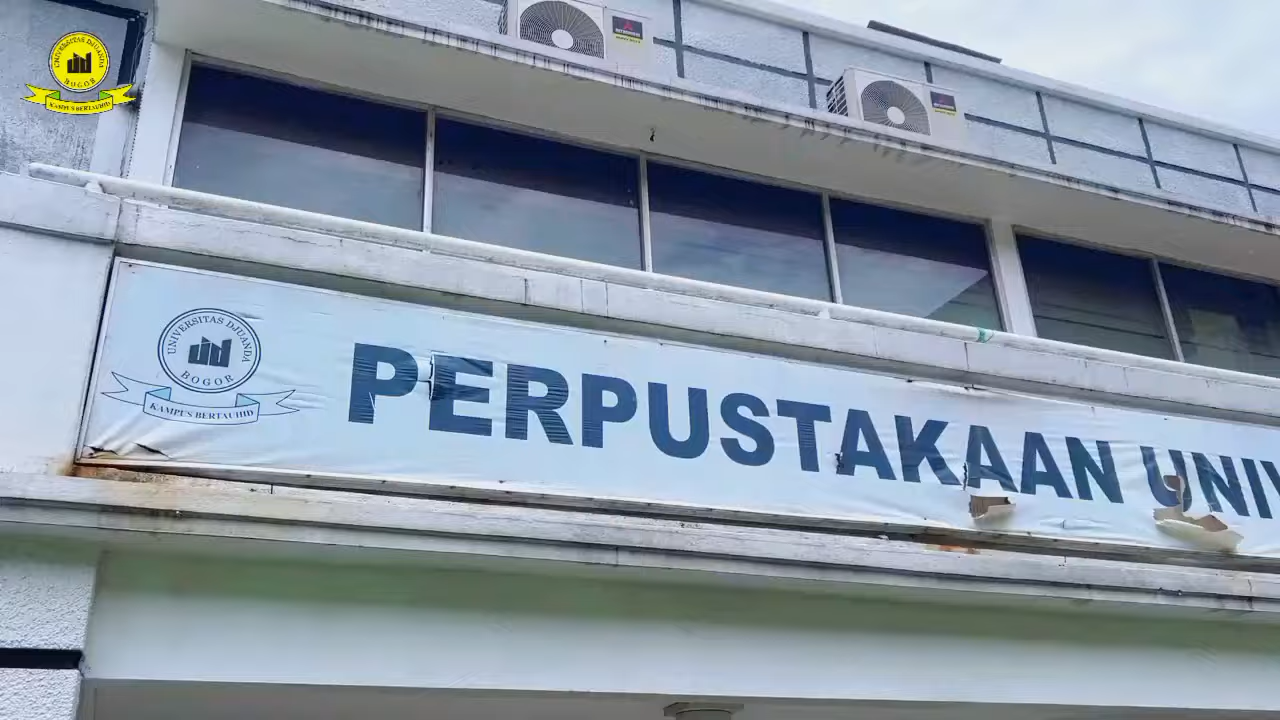 UNIVERSITAS DJUANDA
BOGOR
KAMPUS BERTAUHID
UNIVERSITAS DJUANDA
BOGOR
KAMPUS BERTAUHID
PERPUSTAKAAN UNIV